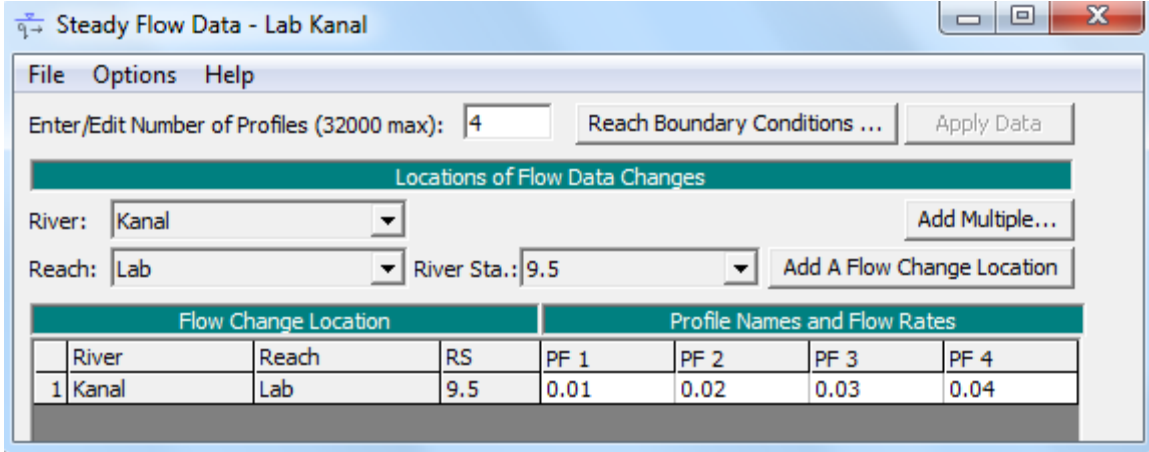 Steady Flow Data - Lab Kanal
File Options Help
Enter/Edit Number of Profiles (32000 max): 4 Reach Boundary Conditions ... Apply Data
Locations of Flow Data Changes
River: Kanal Add Multiple...
Reach: Lab River Sta.: 9.5 Add A Flow Change Location
Flow Change Location Profile Names and Flow Rates
River Reach RS PF 1 PF 2 PF 3 PF 4
1 Kanal Lab 9.5 0.01 0.02 0.03 0.04